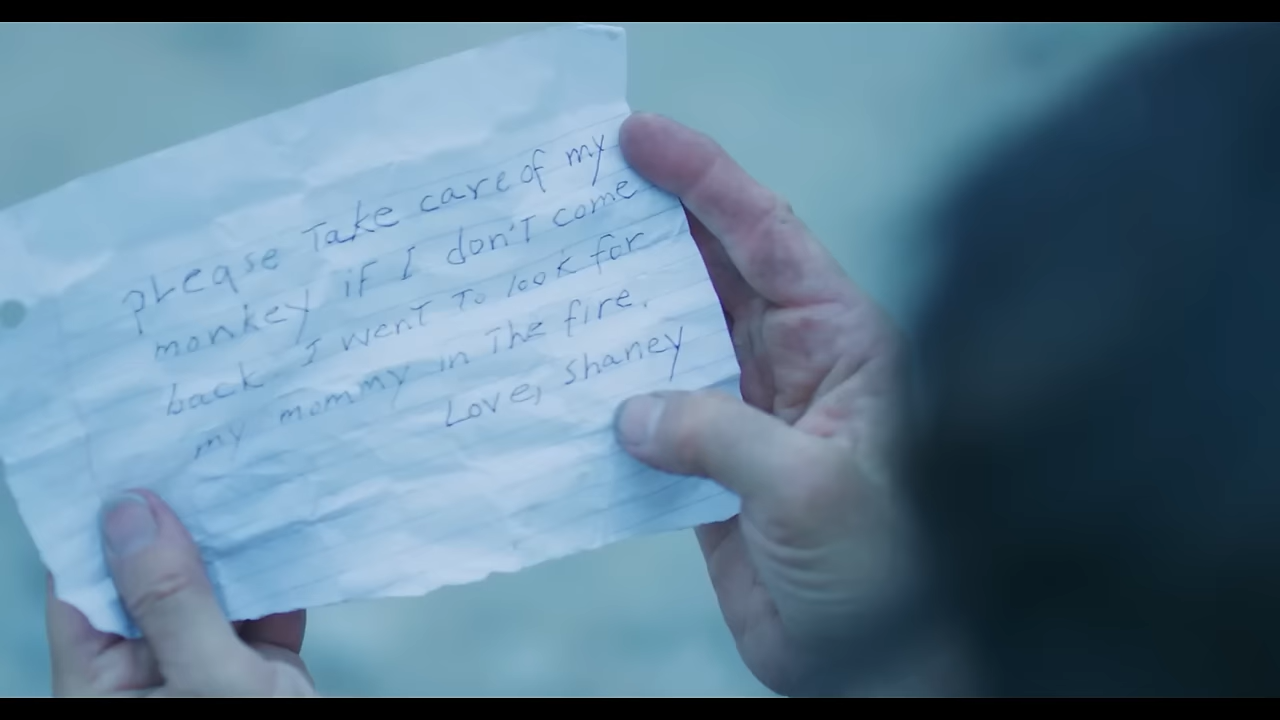 please Take care of my
monkey if I don't come
back. I went To look for
my mommy in The fire.
Love, Shaney